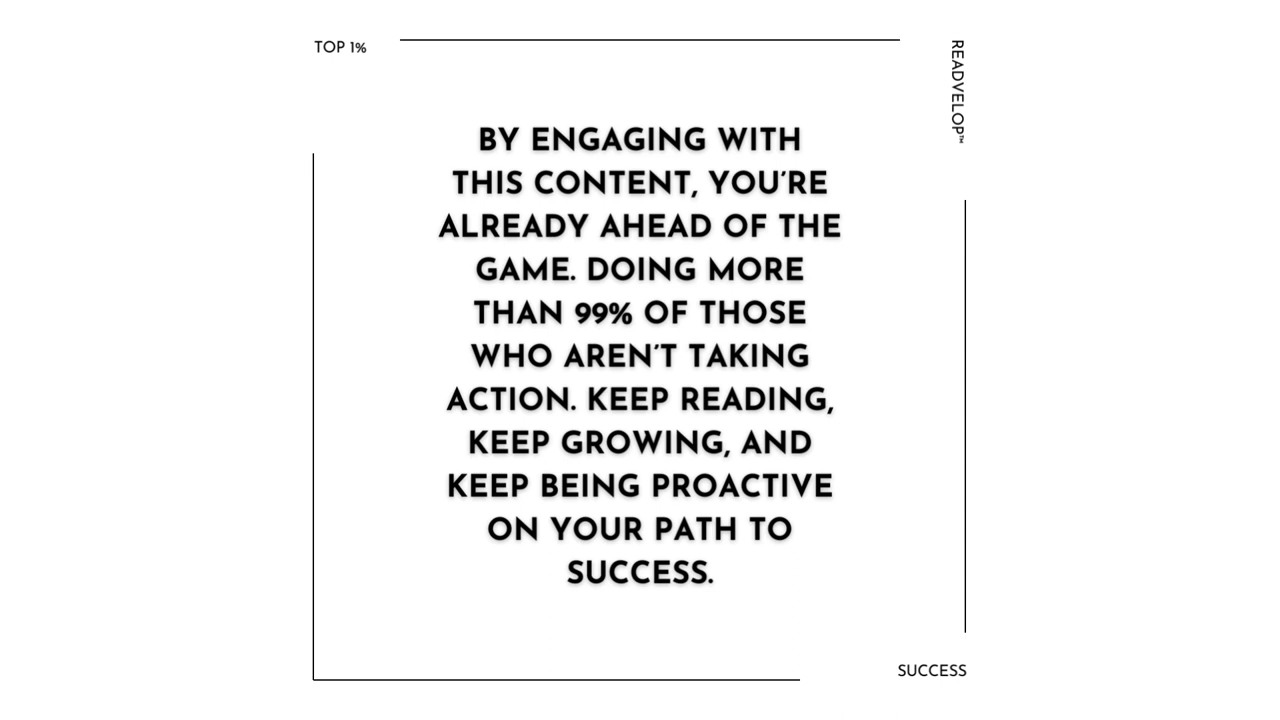 TOP 1%
READVELOP™
BY ENGAGING WITH
THIS CONTENT, YOU'RE
ALREADY AHEAD OF THE
GAME. DOING MORE
THAN 99% OF THOSE
WHO AREN'T TAKING
ACTION. KEEP READING,
KEEP GROWING, AND
KEEP BEING PROACTIVE
ON YOUR PATH TO
SUCCESS.
SUCCESS